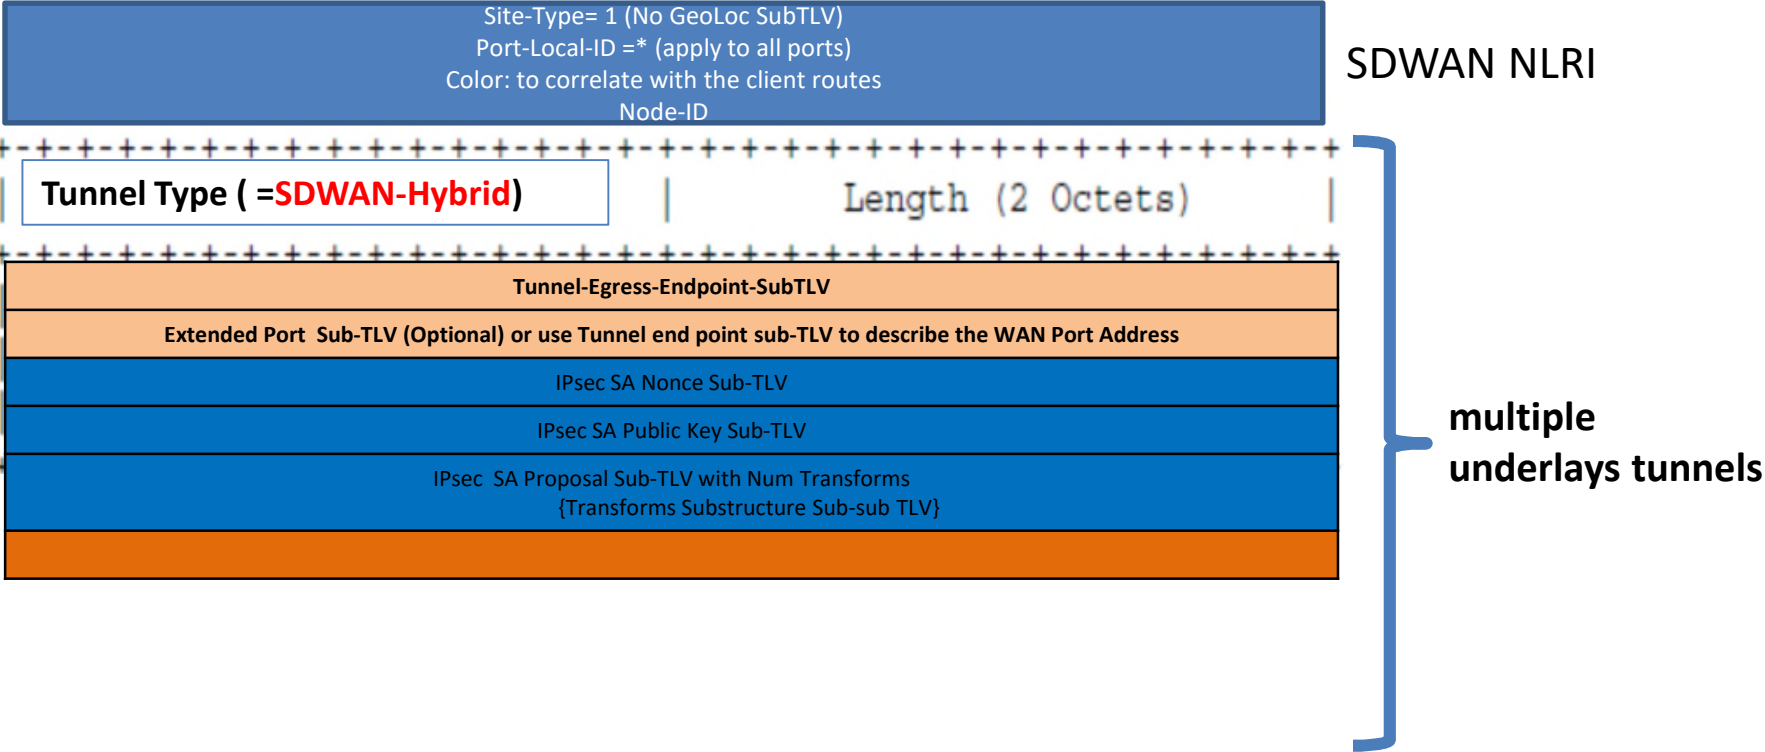 Site-Type= 1 (No GeoLoc SubTLV)
Port-Local-ID =* (apply to all ports)
Color: to correlate with the client routes
Node-ID
SDWAN NLRI
+-+-+-+-+-+-+-+-+-+-+-+-+-+-+-+-+-+-+-+-+-+-+-+-+-+-+-+-+-+-+-+-+
| Tunnel Type ( =SDWAN-Hybrid) | Length (2 Octets) |
+-+-+-+-+-+-+-+-+-+-+-+-+-+-+-+-+-+-+-+-+-+-+-+-+-+-+-+-+-+-+-+-+
Tunnel-Egress-Endpoint-SubTLV
Extended Port  Sub-TLV (Optional) or use Tunnel end point sub-TLV to describe the WAN Port Address
IPsec SA Nonce Sub-TLV
IPsec SA Public Key Sub-TLV
IPsec  SA Proposal Sub-TLV with Num Transforms
{Transforms Substructure Sub-sub TLV}
multiple
underlays tunnels